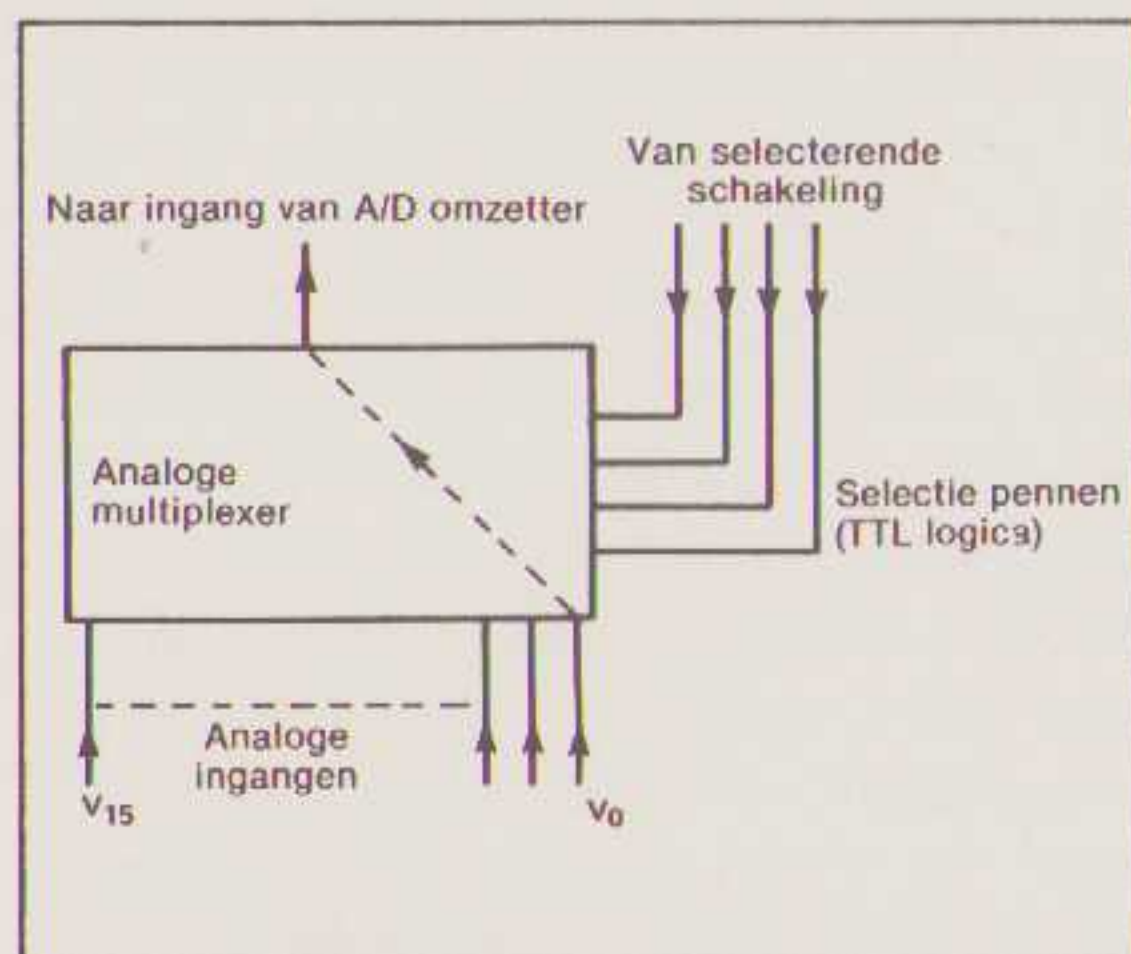 Van selecterende
schakeling
Naar ingang van A/D omzetter
Analoge
multiplexer
Selectie pennen
(TTL logica)
Analoge
ingangen
v15
v0